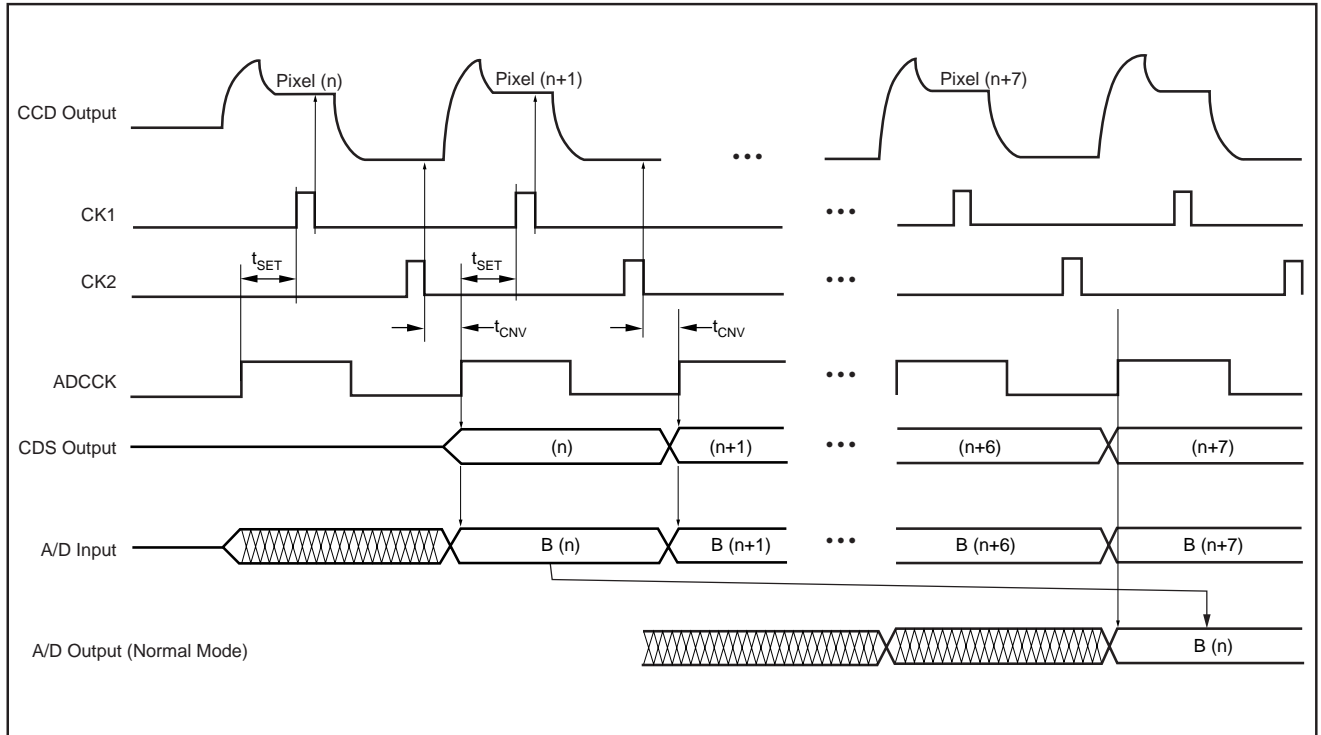 Pixel (n)
Pixel (n+1)
Pixel (n+7)
CCD Output
•••
CK1
•••
tSET
tSET
CK2
•••
tCNV
tCNV
ADCCK
•••
CDS Output
(n)
(n+1)
•••
(n+6)
(n+7)
A/D Input
B (n)
B (n+1)
•••
B (n+6)
B (n+7)
A/D Output (Normal Mode)
B (n)